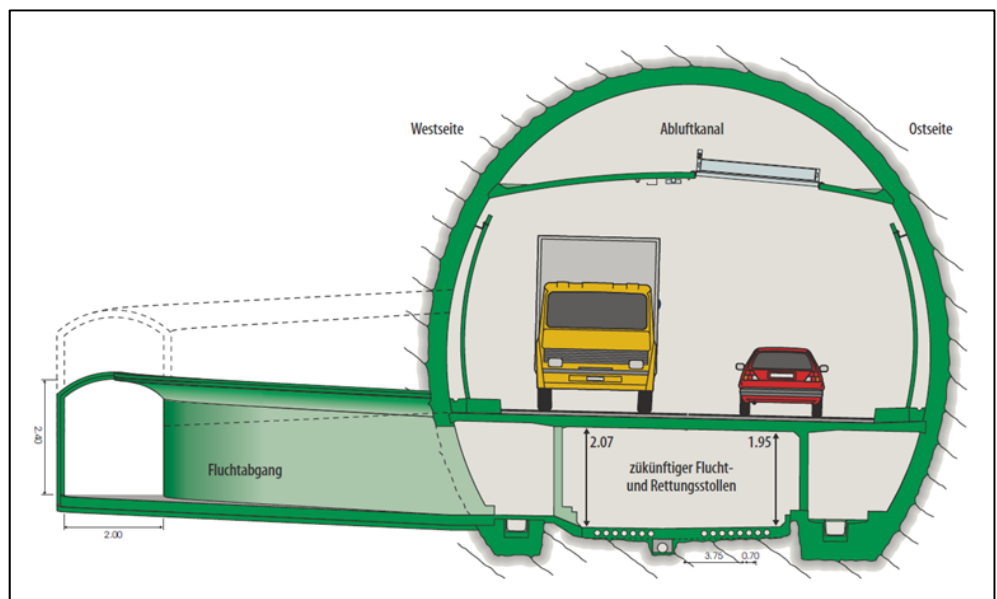 Westseite
Abluftkanal
Ostseite
2.40
Fluchtabgang
2.00
2.07
1.95
zükünftiger Flucht-
und Rettungsstollen
3.75
0.70